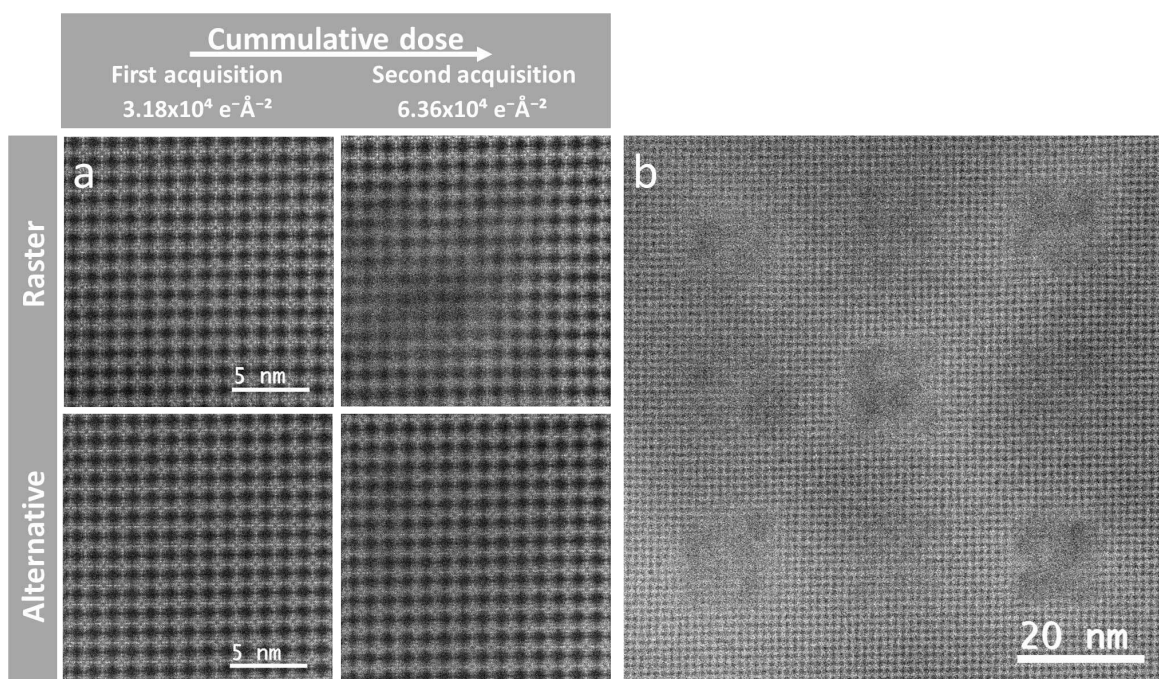 Cummulative dose
First acquisition
Second acquisition
3.18x10⁴ e⁻Å⁻²
6.36x10⁴ e⁻Å⁻²
Raster
a
5 nm
b
Alternative
5 nm
20 nm